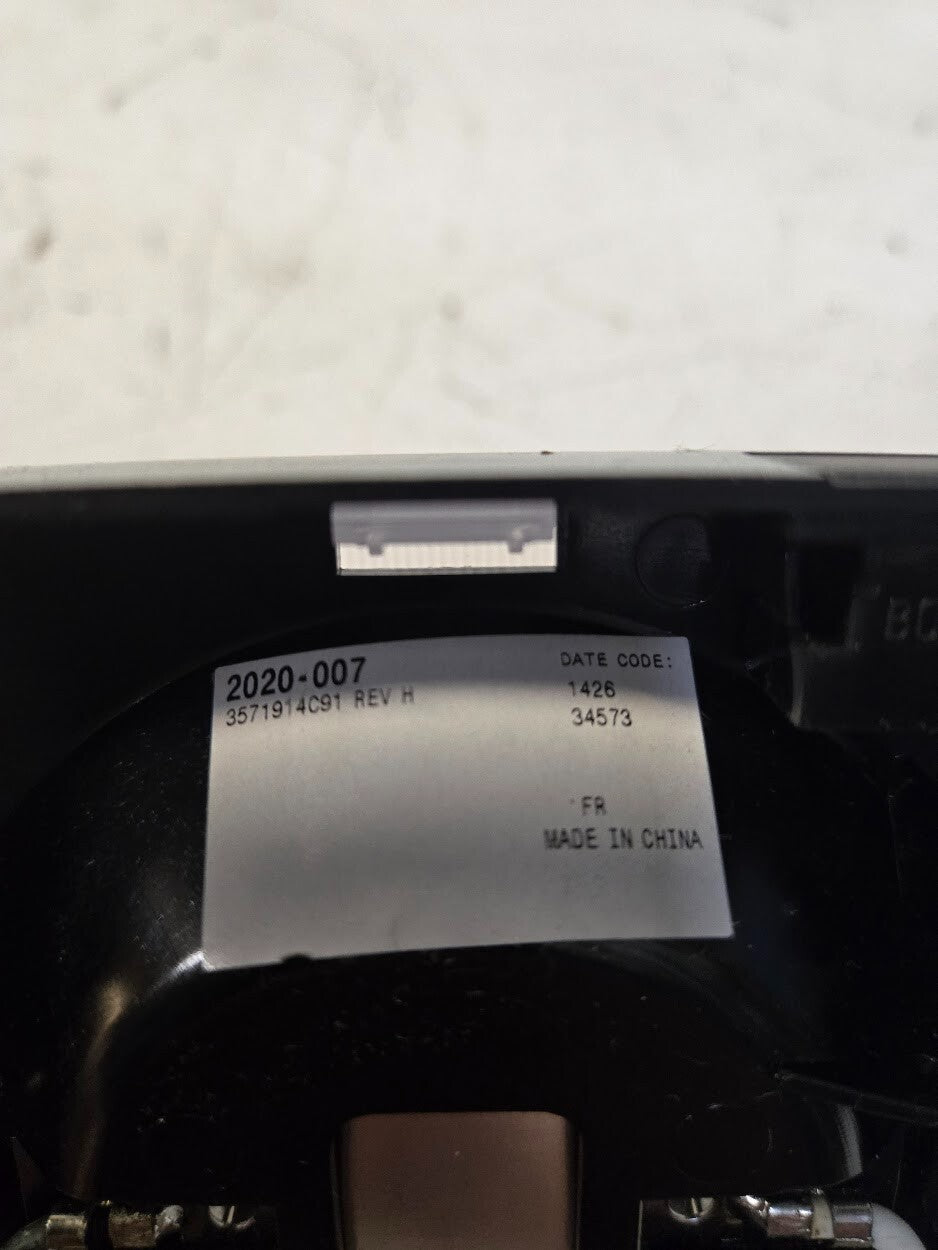 2020-007
3571914C91 REV H
DATE CODE:
1426
34573
FR
MADE IN CHINA